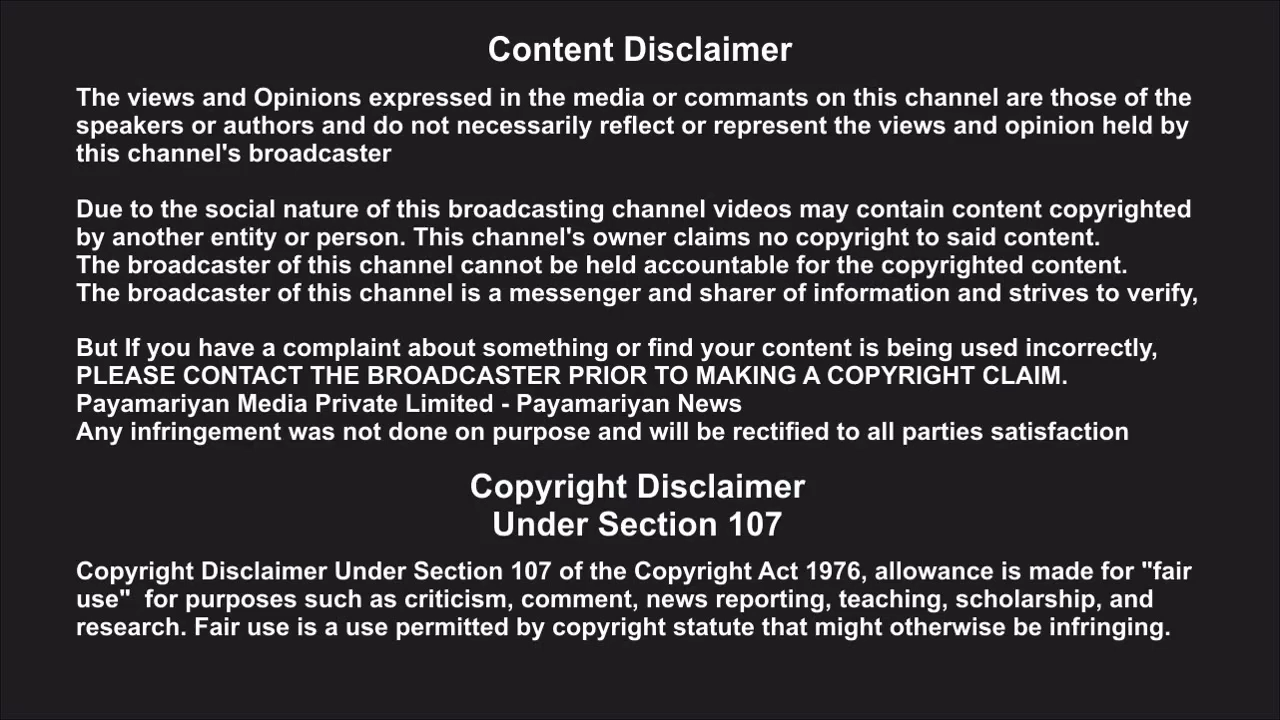 Content Disclaimer
The views and Opinions expressed in the media or commants on this channel are those of the
speakers or authors and do not necessarily reflect or represent the views and opinion held by
this channel's broadcaster
Due to the social nature of this broadcasting channel videos may contain content copyrighted
by another entity or person. This channel's owner claims no copyright to said content.
The broadcaster of this channel cannot be held accountable for the copyrighted content.
The broadcaster of this channel is a messenger and sharer of information and strives to verify,
But If you have a complaint about something or find your content is being used incorrectly,
PLEASE CONTACT THE BROADCASTER PRIOR TO MAKING A COPYRIGHT CLAIM.
Payamariyan Media Private Limited - Payamariyan News
Any infringement was not done on purpose and will be rectified to all parties satisfaction
Copyright Disclaimer
Under Section 107
Copyright Disclaimer Under Section 107 of the Copyright Act 1976, allowance is made for "fair
use"  for purposes such as criticism, comment, news reporting, teaching, scholarship, and
research. Fair use is a use permitted by copyright statute that might otherwise be infringing.